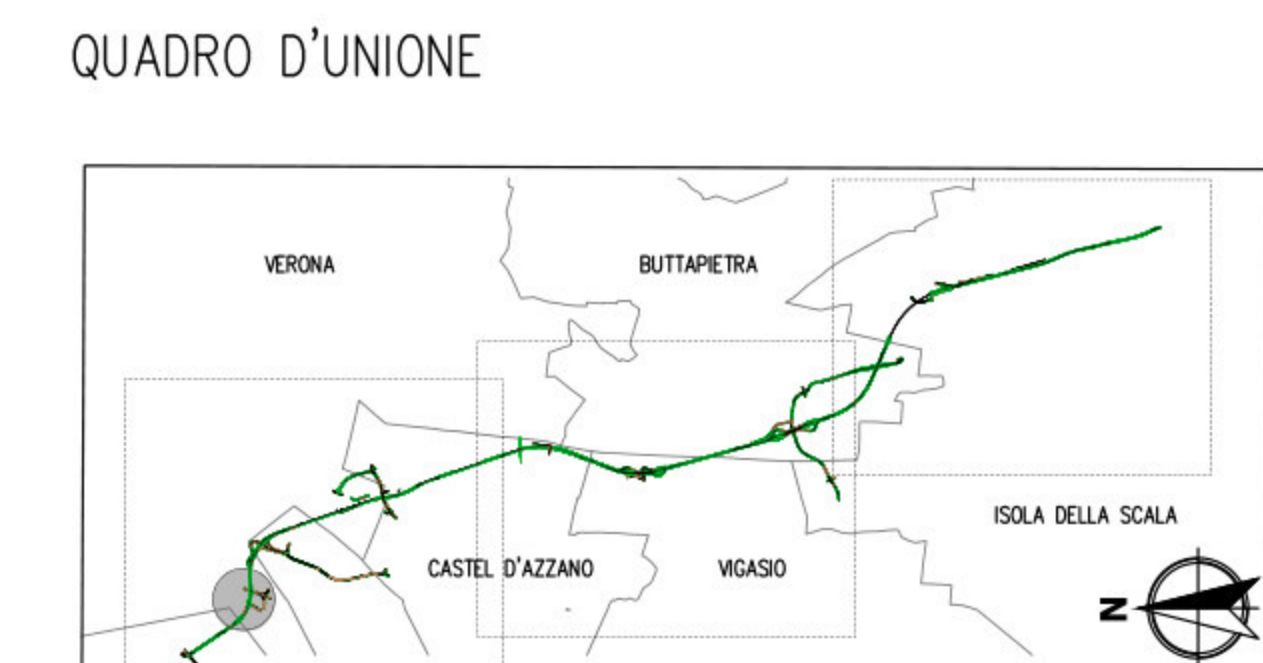 QUADRO D'UNIONE
VERONA
BUTTAPIETRA
ISOLA DELLA SCALA
CASTEL D'AZZANO
VIGASIO
N